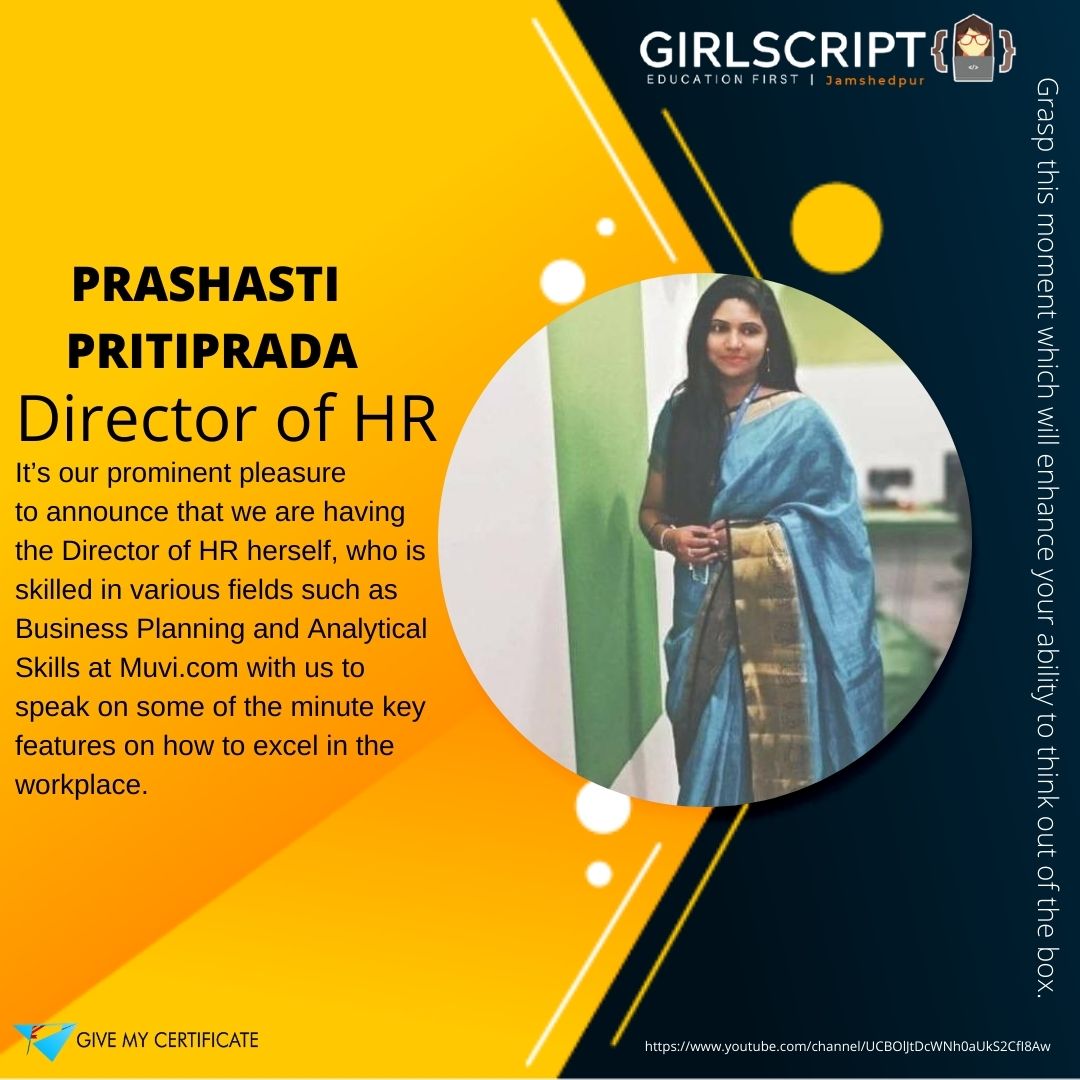 GIRLSCRIPT
EDUCATION FIRST | Jamshedpur
</>
Grasp this moment which will enhance your ability to think out of the box.
PRASHASTI
PRITIPRADA
Director of HR
It’s our prominent pleasure
to announce that we are having
the Director of HR herself, who is
skilled in various fields such as
Business Planning and Analytical
Skills at Muvi.com with us to
speak on some of the minute key
features on how to excel in the
workplace.
GIVE MY CERTIFICATE
https://www.youtube.com/channel/UCBOlJtDcWNh0aUkS2CfI8Aw